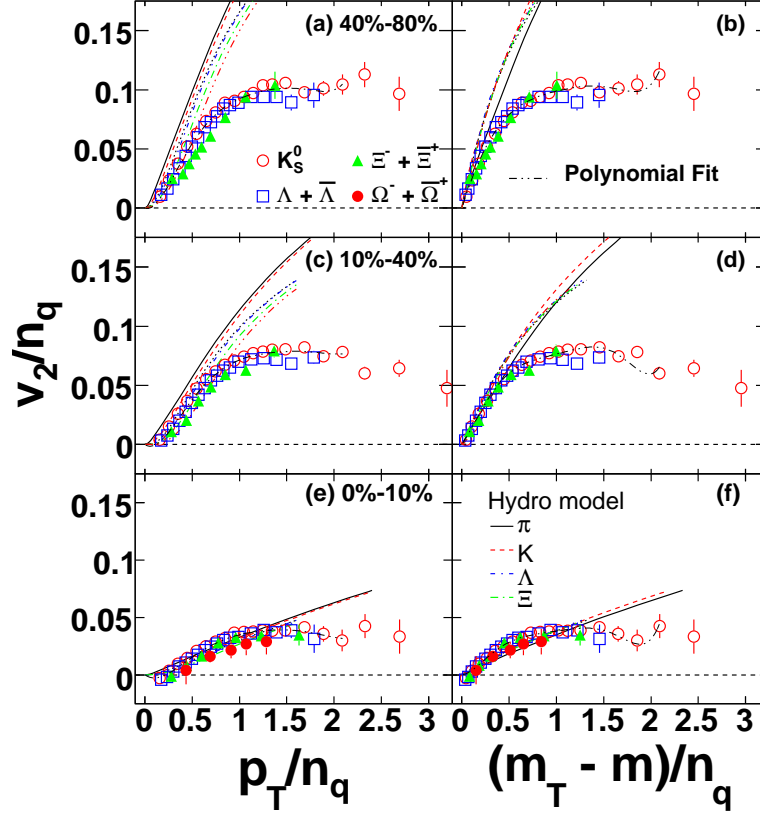 (a) 40%-80%
(b)
0.15
0.1
0.05
0
K⁰_S
Ξ⁻ + Ξ̅⁺
Λ + Λ̅
Ω⁻ + Ω̅⁺
Polynomial Fit
(c) 10%-40%
(d)
0.15
0.1
0.05
0
v₂/n_q
(e) 0%-10%
(f)
0.15
0.1
0.05
0
Hydro model
π
K
Λ
Ξ
0 0.5 1 1.5 2 2.5 3
0 0.5 1 1.5 2 2.5 3
p_T/n_q
(m_T - m)/n_q